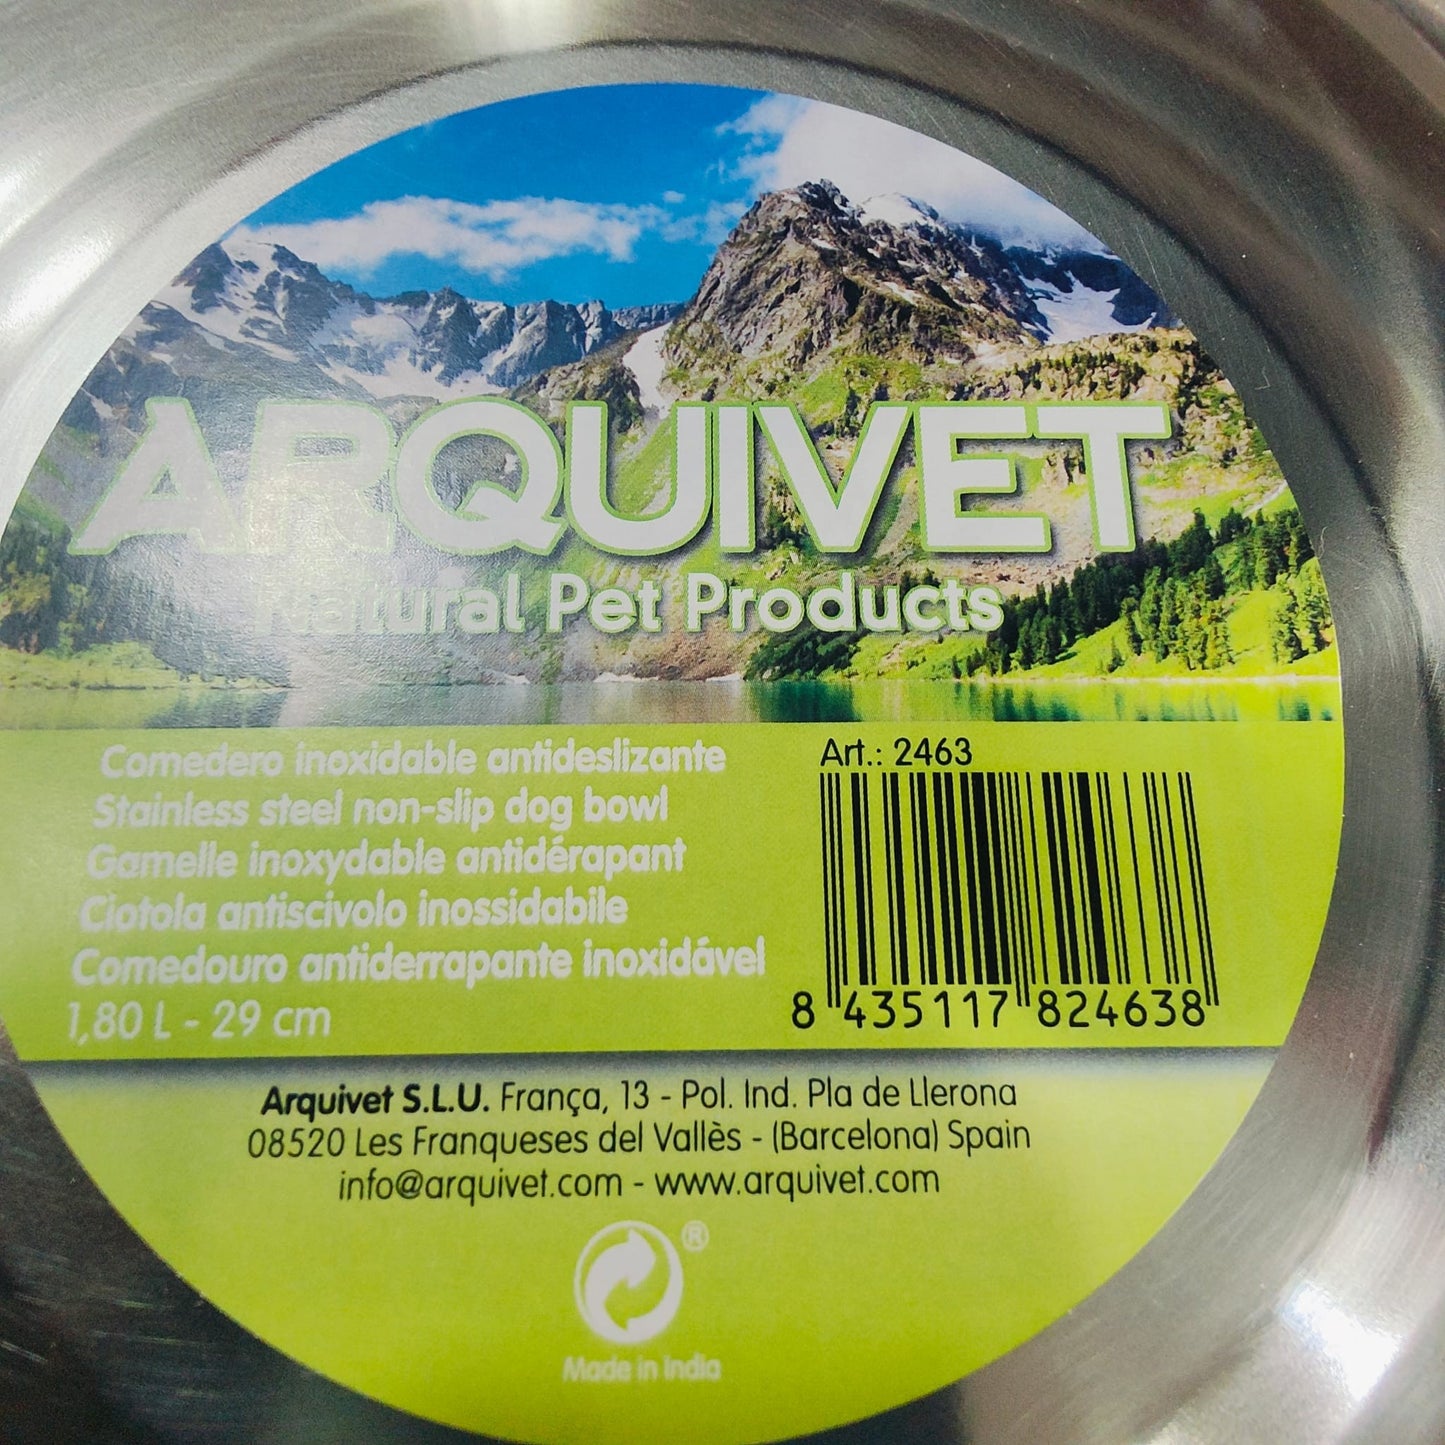 ARQUIVET
Natural Pet Products
Comedero inoxidable antideslizante
Stainless steel non-slip dog bowl
Gamelle inoxydable antidérapant
Ciotola antiscivolo inossidabile
Comedouro antiderrapante inoxidável
1,80 L - 29 cm
Art.: 2463
8 435117 824638
Arquivet S.L.U. França, 13 - Pol. Ind. Pla de Llerona
08520 Les Franqueses del Vallès - (Barcelona) Spain
info@arquivet.com - www.arquivet.com
®
Made in India